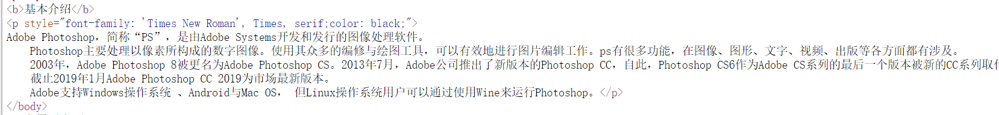 <b>基本介绍</b>
<p style="font-family: 'Times New Roman', Times, serif;color: black;">
Adobe Photoshop，简称“PS”，是由Adobe Systems开发和发行的图像处理软件。
Photoshop主要处理以像素所构成的数字图像。使用其众多的编修与绘图工具，可以有效地进行图片编辑工作。ps有很多功能，在图像、图形、文字、视频、出版等各方面都有涉及。
2003年，Adobe Photoshop 8被更名为Adobe Photoshop CS。2013年7月，Adobe公司推出了新版本的Photoshop CC，自此，Photoshop CS6作为Adobe CS系列的最后一个版本被新的CC系列取
截止2019年1月Adobe Photoshop CC 2019为市场最新版本。
Adobe支持Windows操作系统 、Android与Mac OS， 但Linux操作系统用户可以通过使用Wine来运行Photoshop。</p>
</body>